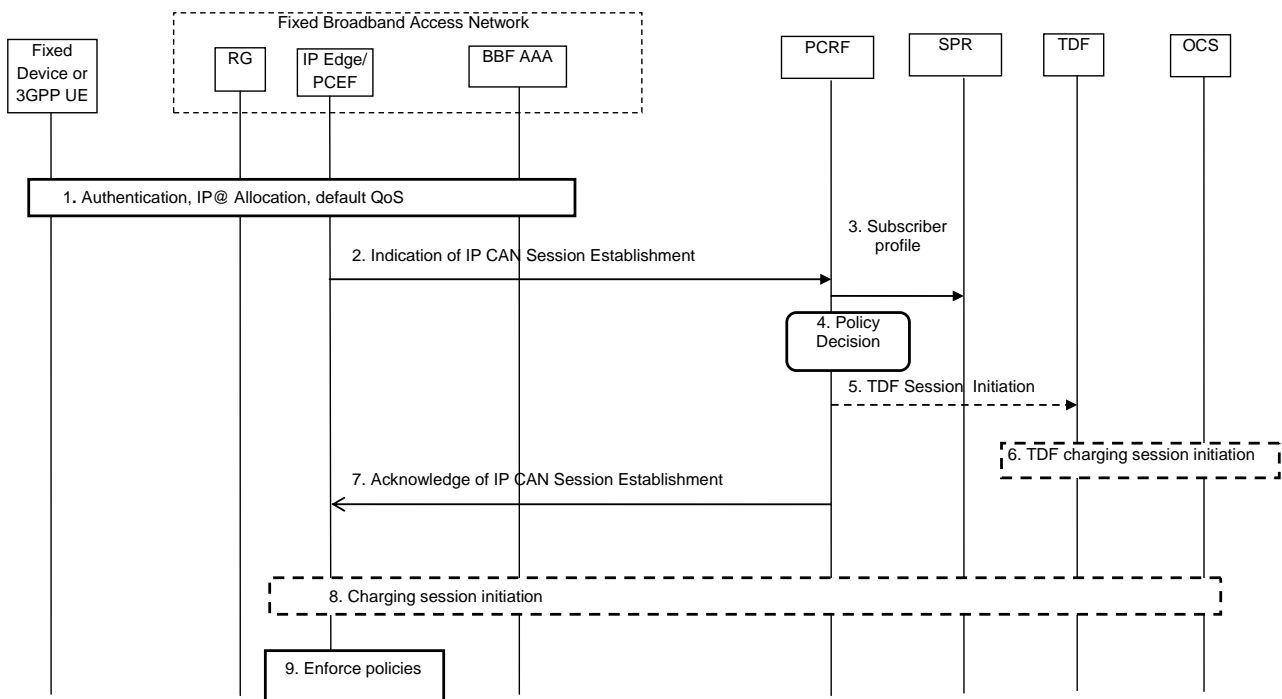 Fixed Broadband Access Network
Fixed
Device or
3GPP UE
RG
IP Edge/
PCEF
BBF AAA
PCRF
SPR
TDF
OCS
1. Authentication, IP@ Allocation, default QoS
2. Indication of IP CAN Session Establishment
3. Subscriber
profile
4. Policy
Decision
5. TDF Session Initiation
6. TDF charging session initiation
7. Acknowledge of IP CAN Session Establishment
8. Charging session initiation
9. Enforce policies